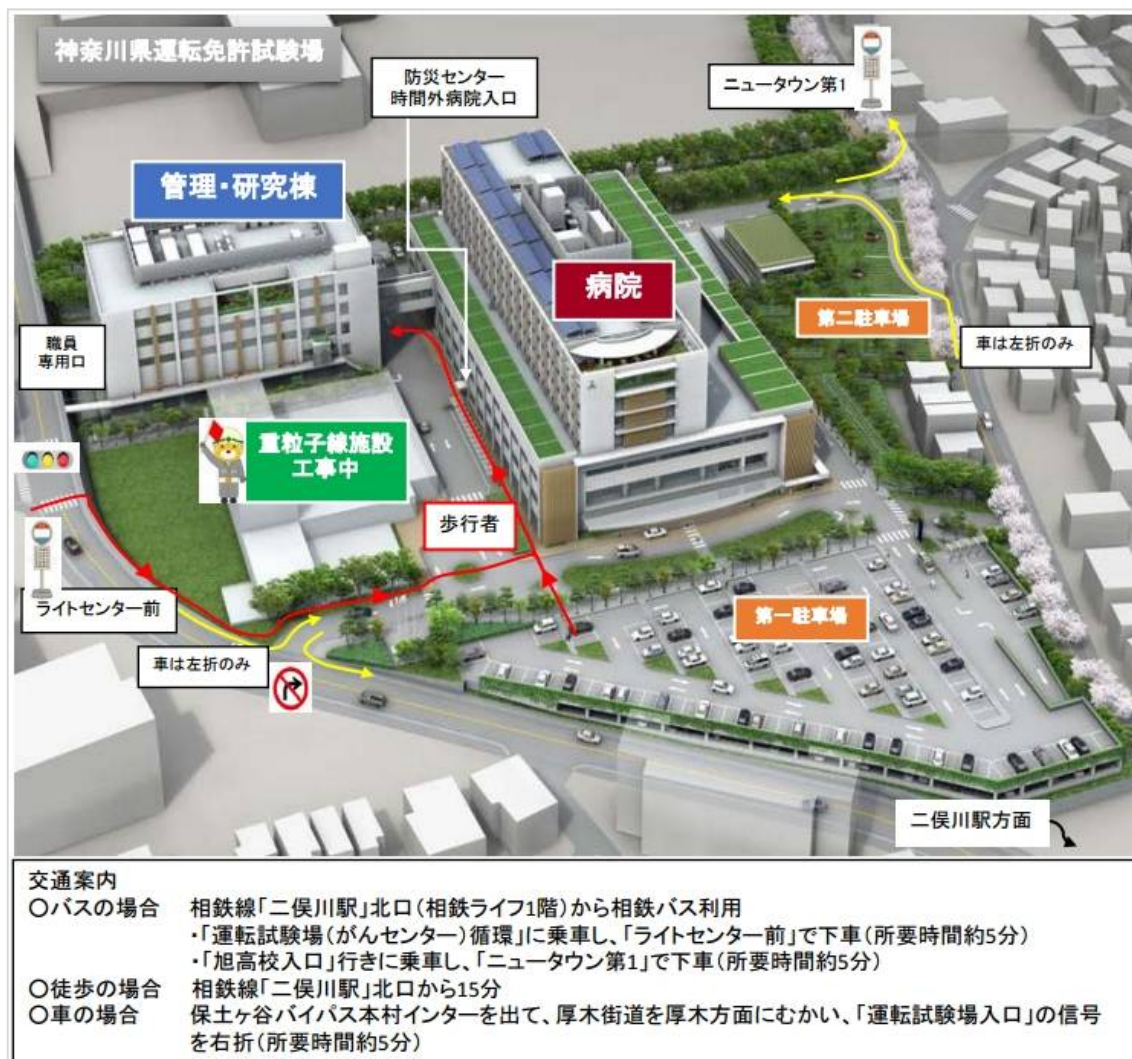 神奈川県運転免許試験場
防災センター
時間外病院入口
ニュータウン第1
管理・研究棟
病院
第二駐車場
職員
専用口
車は左折のみ
重粒子線施設
工事中
歩行者
ライトセンター前
第一駐車場
車は左折のみ
二俣川駅方面
交通案内
〇バスの場合 相鉄線「二俣川駅」北口(相鉄ライフ1階)から相鉄バス利用
・「運転試験場(がんセンター)循環」に乗車し、「ライトセンター前」で下車(所要時間約5分)
・「旭高校入口」行きに乗車し、「ニュータウン第1」で下車(所要時間約5分)
〇徒歩の場合 相鉄線「二俣川駅」北口から15分
〇車の場合 保土ヶ谷バイパス本村インターを出て、厚木街道を厚木方面にむかい、「運転試験場入口」の信号
を右折(所要時間約5分)